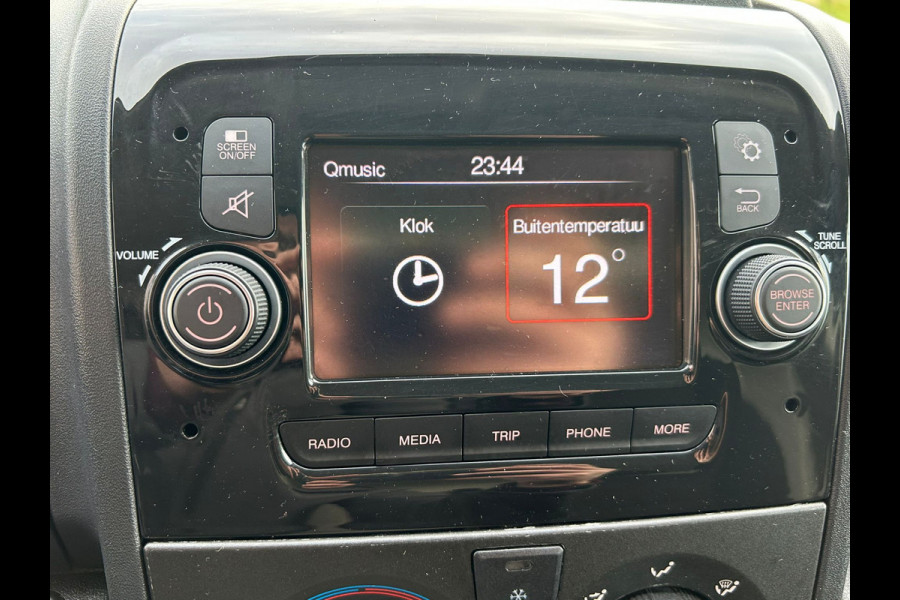 SCREEN
ON/OFF
Qmusic 23:44
BACK
Klok
Buitentemperatuu
12°
VOLUME
TUNE
SCROLL
BROWSE
ENTER
RADIO MEDIA TRIP PHONE MORE